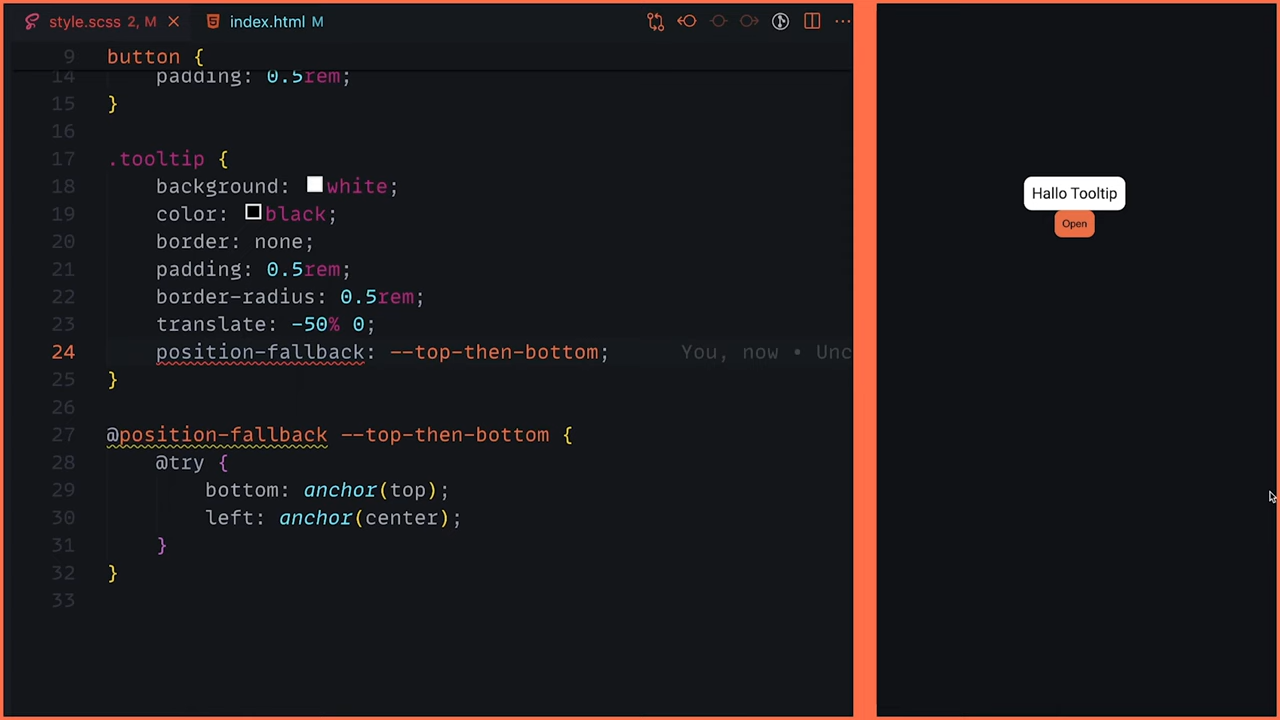 style.scss 2, M
index.html M
9 button {
14 padding: 0.5rem;
15 }
16
17 .tooltip {
18 background: white;
19 color: black;
20 border: none;
21 padding: 0.5rem;
22 border-radius: 0.5rem;
23 translate: -50% 0;
24 position-fallback: --top-then-bottom; You, now • Unc
25 }
26
27 @position-fallback --top-then-bottom {
28 @try {
29 bottom: anchor(top);
30 left: anchor(center);
31 }
32 }
33
Hallo Tooltip
Open